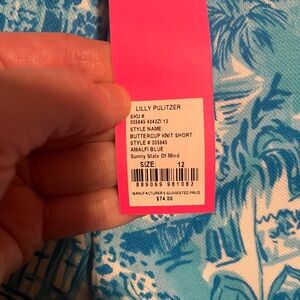 LILLY PULITZER
SKU #
005645 4243ZI 12
STYLE NAME:
BUTTERCUP KNIT SHORT
STYLE # 005645
AMALFI BLUE
Sunny State Of Mind
SIZE: 12
889069 981082
MANUFACTURER'S SUGGESTED PRICE
$74.00